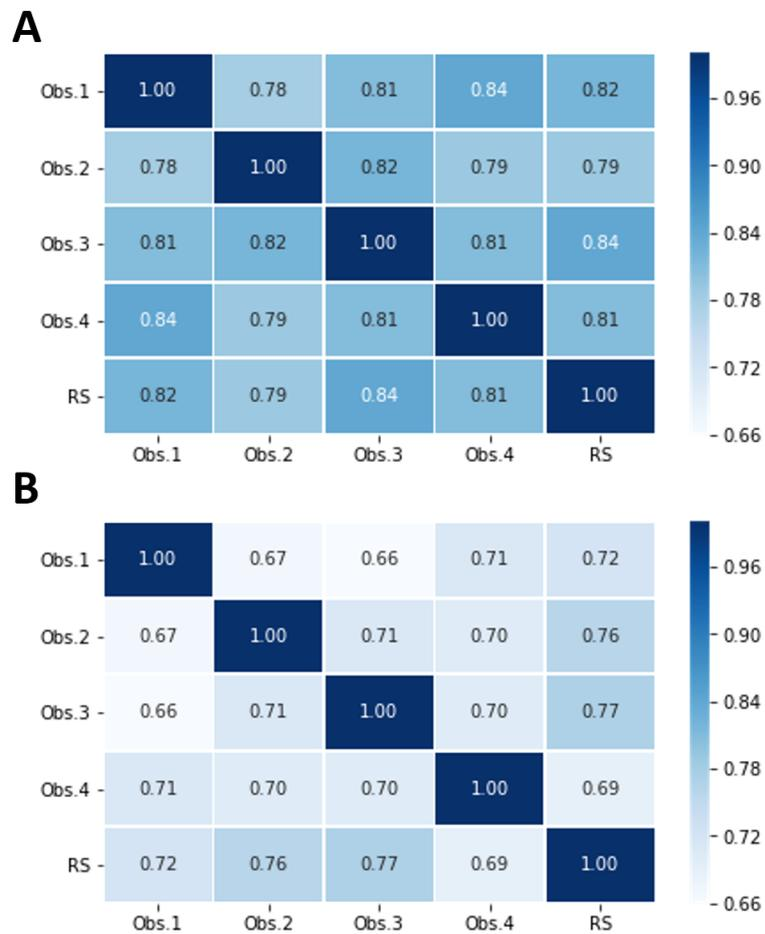 A
Obs.1 1.00 0.78 0.81 0.84 0.82
Obs.2 0.78 1.00 0.82 0.79 0.79
Obs.3 0.81 0.82 1.00 0.81 0.84
Obs.4 0.84 0.79 0.81 1.00 0.81
RS 0.82 0.79 0.84 0.81 1.00
Obs.1 Obs.2 Obs.3 Obs.4 RS
0.96
0.90
0.84
0.78
0.72
0.66
B
Obs.1 1.00 0.67 0.66 0.71 0.72
Obs.2 0.67 1.00 0.71 0.70 0.76
Obs.3 0.66 0.71 1.00 0.70 0.77
Obs.4 0.71 0.70 0.70 1.00 0.69
RS 0.72 0.76 0.77 0.69 1.00
Obs.1 Obs.2 Obs.3 Obs.4 RS
0.96
0.90
0.84
0.78
0.72
0.66